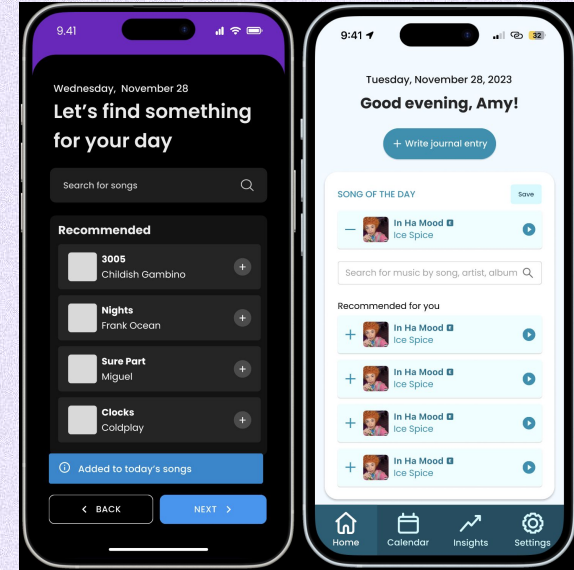 9.41
Wednesday, November 28
Let's find something
for your day
Search for songs
Recommended
3005
Childish Gambino
+
Nights
Frank Ocean
+
Sure Part
Miguel
+
Clocks
Coldplay
+
Added to today's songs
< BACK
NEXT >
9:41
32
Tuesday, November 28, 2023
Good evening, Amy!
+ Write journal entry
SONG OF THE DAY
Save
In Ha Mood E
Ice Spice
Search for music by song, artist, album
Recommended for you
+ In Ha Mood E
Ice Spice
+ In Ha Mood E
Ice Spice
+ In Ha Mood E
Ice Spice
+ In Ha Mood E
Ice Spice
Home Calendar Insights Settings